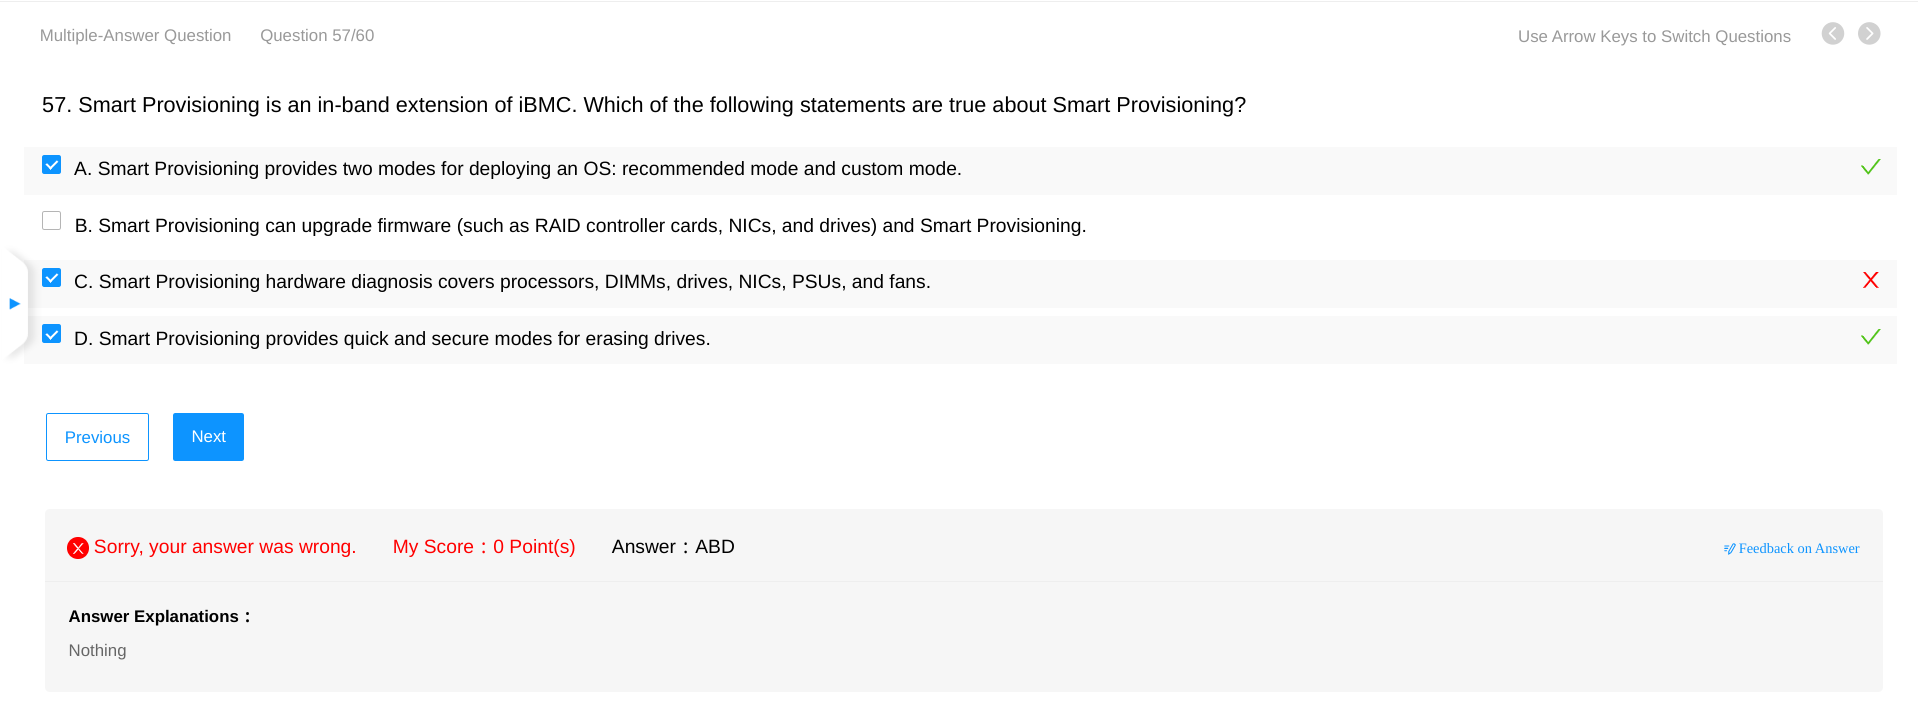 Multiple-Answer Question Question 57/60 Use Arrow Keys to Switch Questions
57. Smart Provisioning is an in-band extension of iBMC. Which of the following statements are true about Smart Provisioning?
A. Smart Provisioning provides two modes for deploying an OS: recommended mode and custom mode.
B. Smart Provisioning can upgrade firmware (such as RAID controller cards, NICs, and drives) and Smart Provisioning.
C. Smart Provisioning hardware diagnosis covers processors, DIMMs, drives, NICs, PSUs, and fans.
D. Smart Provisioning provides quick and secure modes for erasing drives.
Previous Next
Sorry, your answer was wrong. My Score：0 Point(s) Answer：ABD Feedback on Answer
Answer Explanations：
Nothing